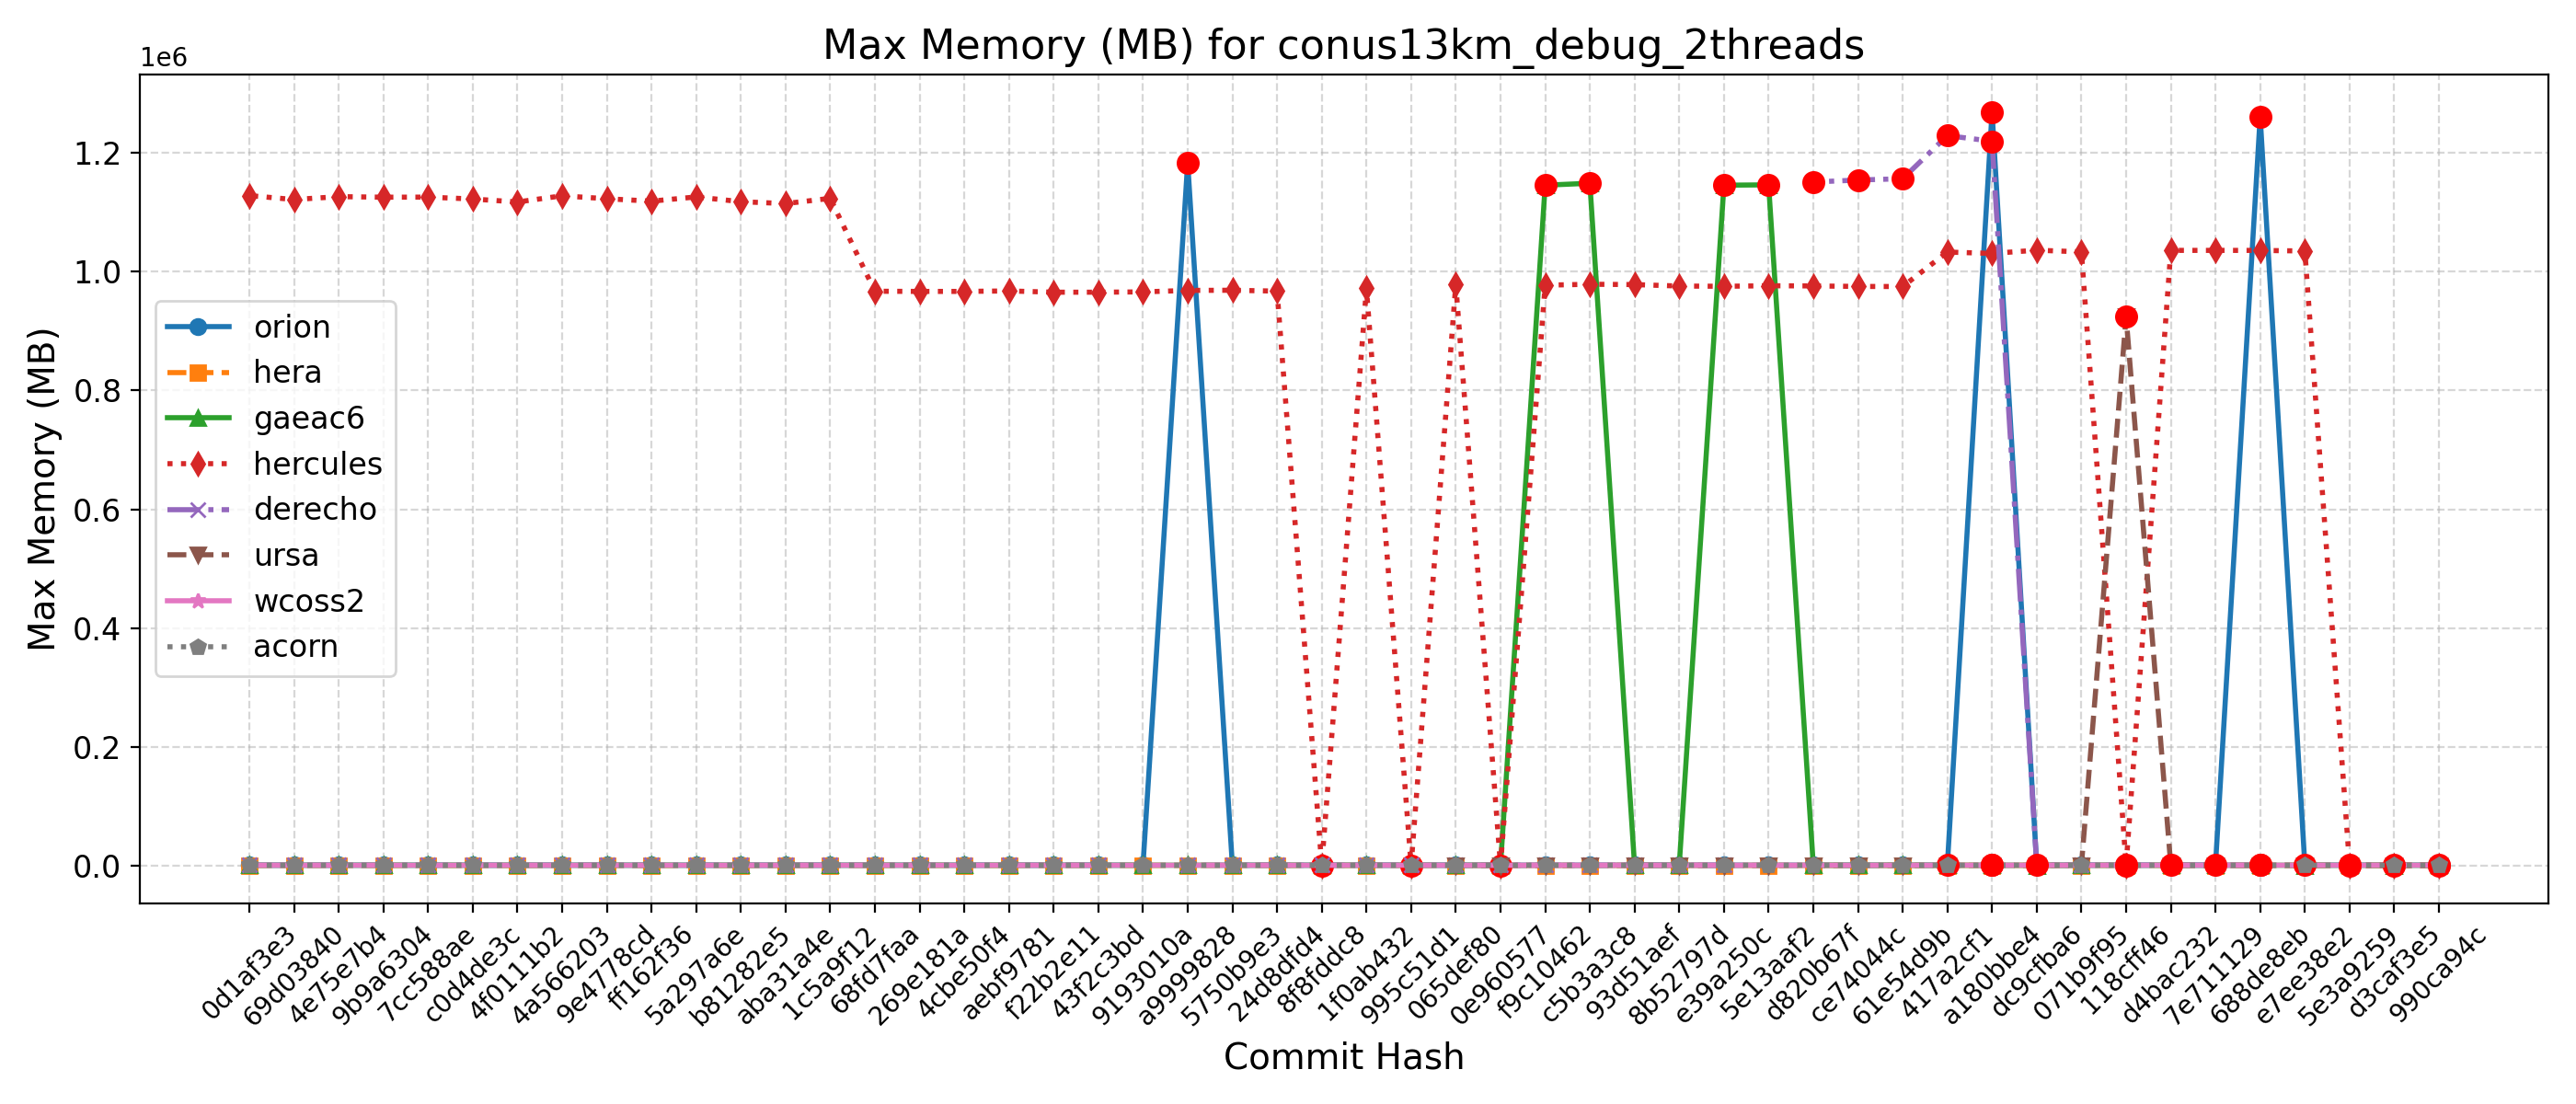 Max Memory (MB) for conus13km_debug_2threads
1e6
1.2
1.0
0.8
0.6
0.4
0.2
0.0
Max Memory (MB)
orion
hera
gaeac6
hercules
derecho
ursa
wcoss2
acorn
0d1af3e3
69d03840
4e75e7b4
9b9a6304
7cc588ae
c0d4de3c
4f0111b2
4a566203
9e4778cd
ff162f36
5a297a6e
b81282e5
aba31a4e
1c5a9f12
68fd7faa
269e181a
4cbe50f4
aebf9781
f22b2e11
43f2c3bd
9193010a
a9999828
5750b9e3
24d8dfd4
8f8fddc8
1f0ab432
995c51d1
065def80
0e960577
f9c10462
c5b3a3c8
93d51aef
8b52797d
e39a250c
5e13aaf2
d820b67f
ce74044c
61e54d9b
417a2cf1
a180bbe4
dc9cfba6
071b9f95
118cff46
d4bac232
7e711129
688de8eb
e7ee38e2
5e3a9259
d3caf3e5
990ca94c
Commit Hash